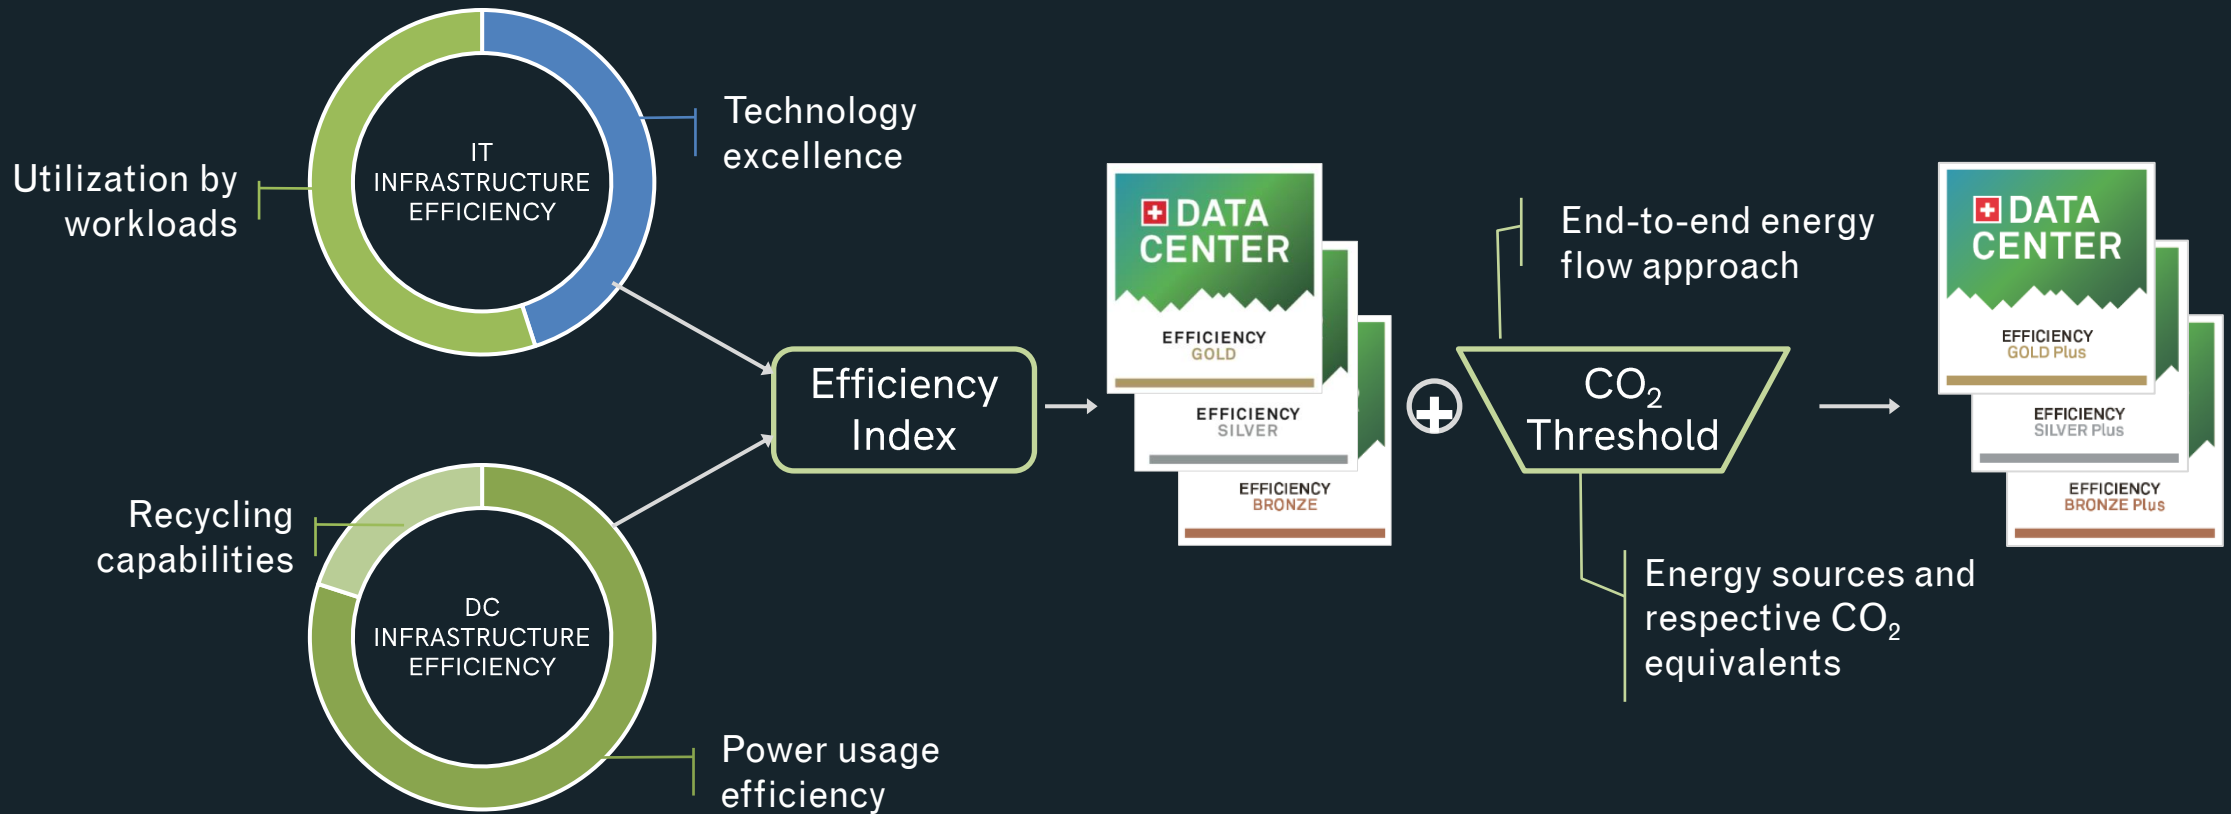 Technology
excellence
Utilization by
workloads
IT
INFRASTRUCTURE
EFFICIENCY
Recycling
capabilities
DC
INFRASTRUCTURE
EFFICIENCY
Power usage
efficiency
Efficiency
Index
DATA
CENTER
EFFICIENCY
GOLD
EFFICIENCY
SILVER
EFFICIENCY
BRONZE
End-to-end energy
flow approach
CO₂
Threshold
Energy sources and
respective CO₂
equivalents
DATA
CENTER
EFFICIENCY
GOLD Plus
EFFICIENCY
SILVER Plus
EFFICIENCY
BRONZE Plus